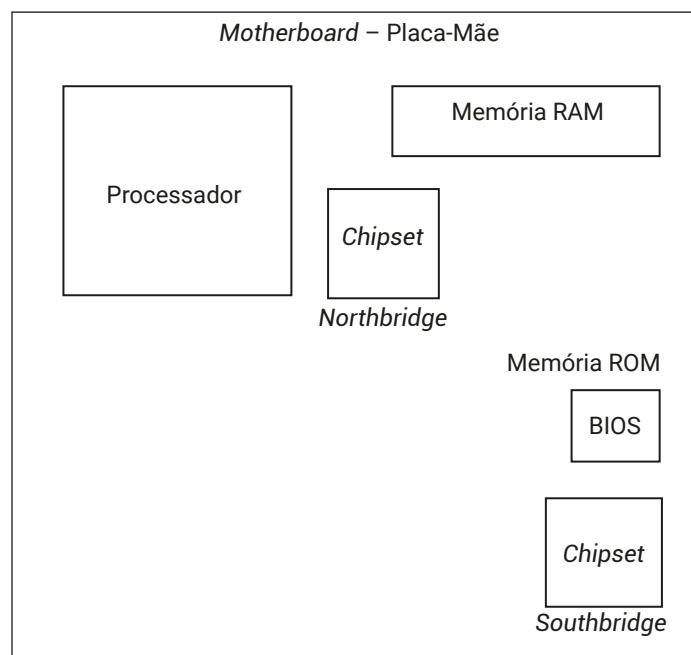 Motherboard – Placa-Mãe
Memória RAM
Processador
Chipset
Northbridge
Memória ROM
BIOS
Chipset
Southbridge